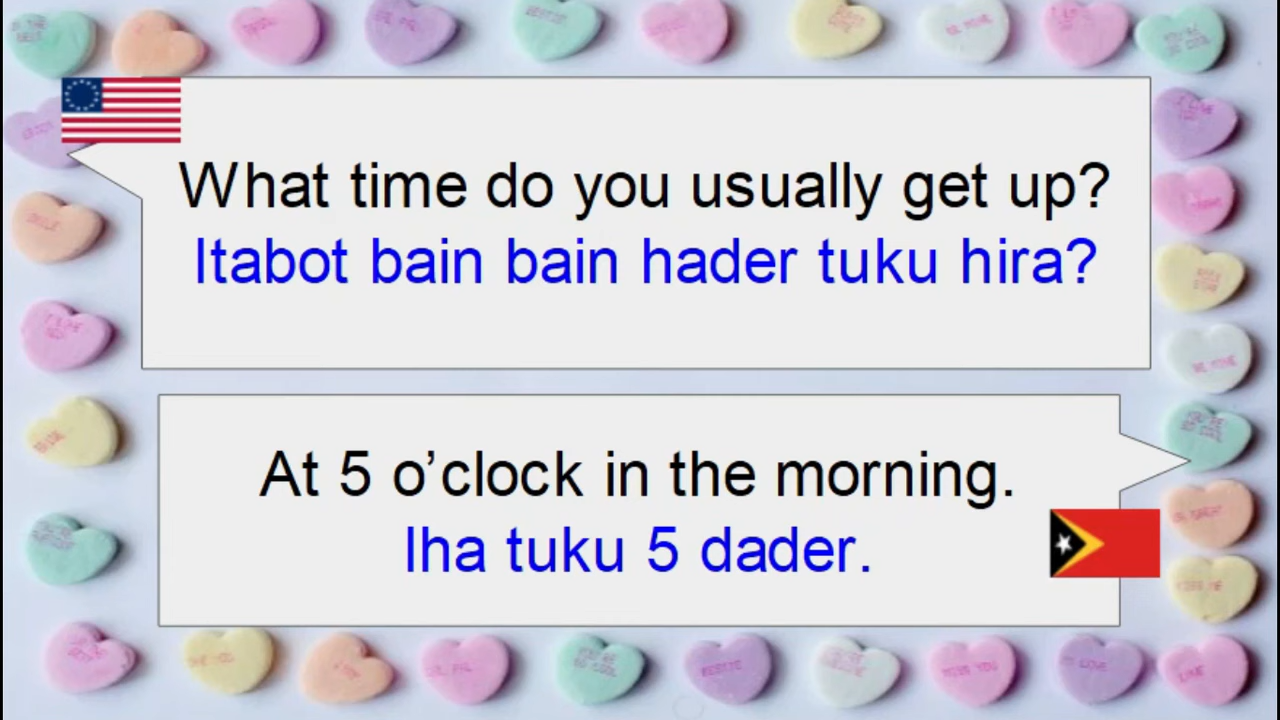 What time do you usually get up?
Itabot bain bain hader tuku hira?
At 5 o’clock in the morning.
Iha tuku 5 dader.